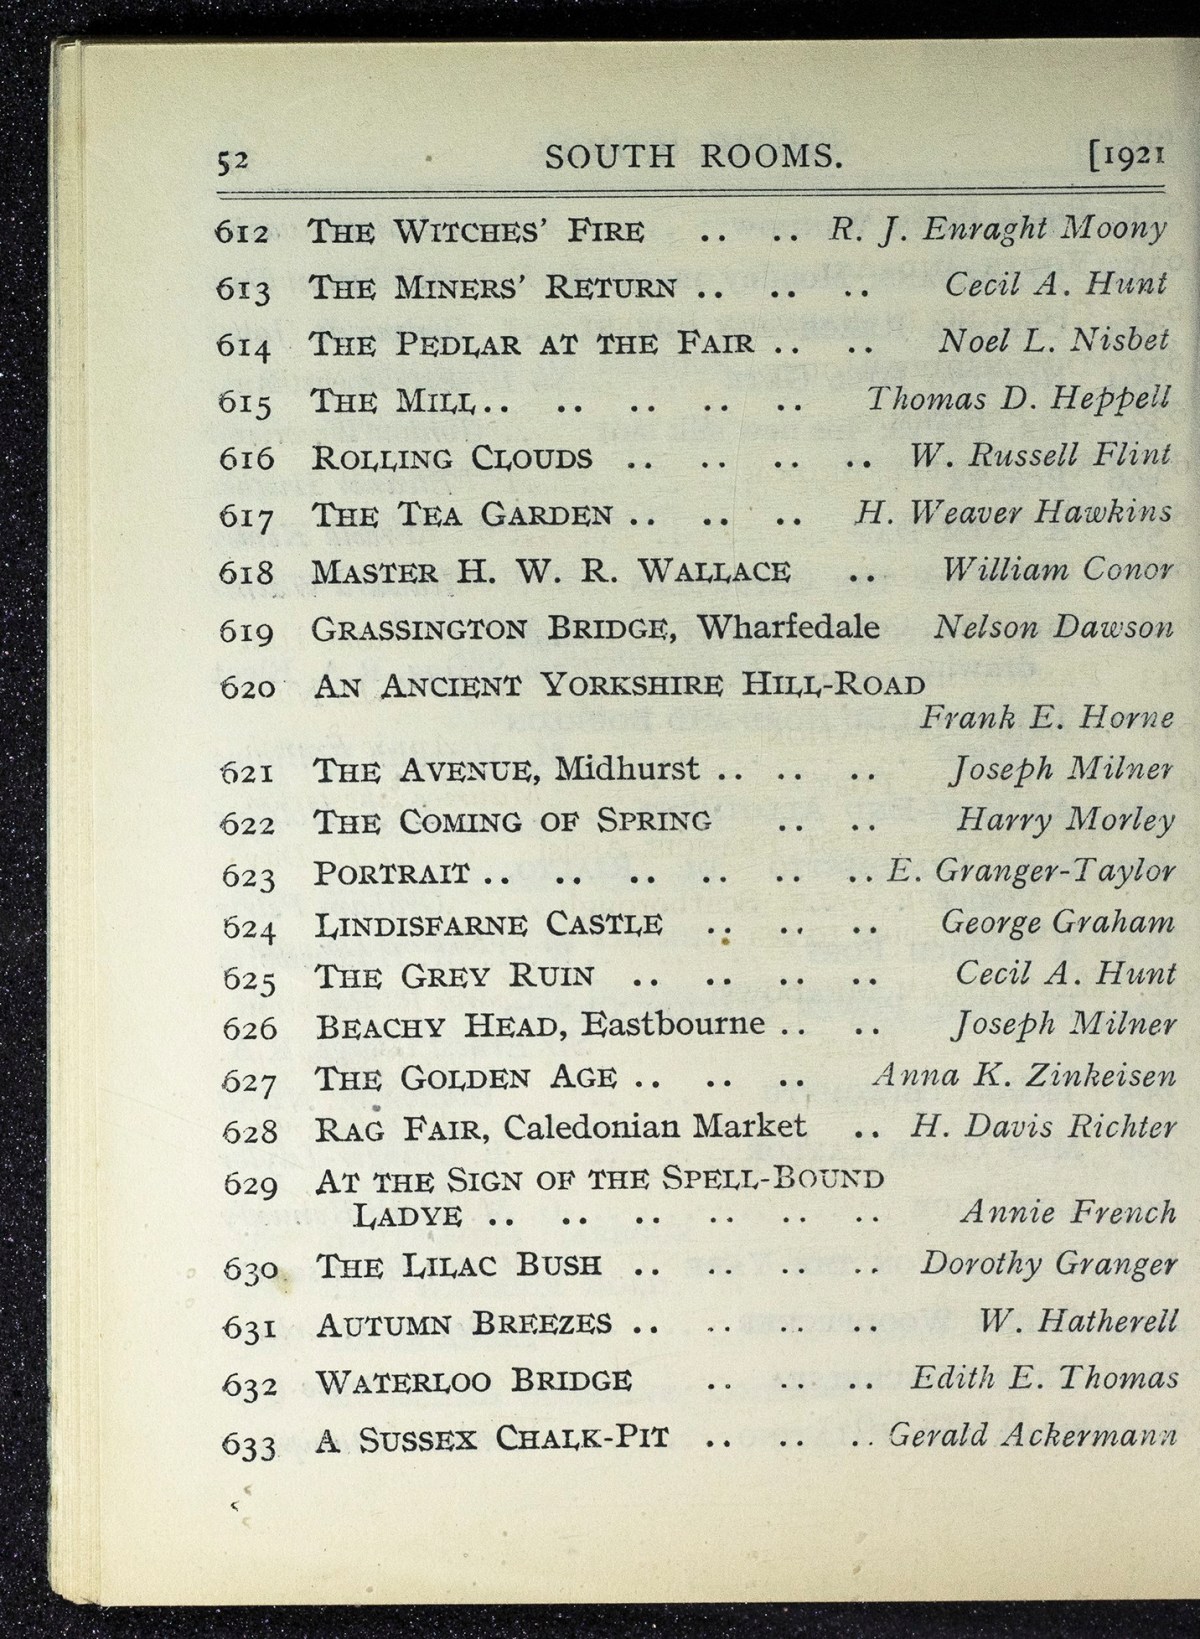 52 SOUTH ROOMS. [1921
612 THE WITCHES' FIRE .. .. R. J. Enraght Moony
613 THE MINERS' RETURN .. .. .. Cecil A. Hunt
614 THE PEDLAR AT THE FAIR .. .. Noel L. Nisbet
615 THE MILL .. .. .. .. .. Thomas D. Heppell
616 ROLLING CLOUDS .. .. .. .. W. Russell Flint
617 THE TEA GARDEN .. .. .. H. Weaver Hawkins
618 MASTER H. W. R. WALLACE .. William Conor
619 GRASSINGTON BRIDGE, Wharfedale Nelson Dawson
620 AN ANCIENT YORKSHIRE HILL-ROAD
Frank E. Horne
621 THE AVENUE, Midhurst .. .. .. Joseph Milner
622 THE COMING OF SPRING .. .. Harry Morley
623 PORTRAIT .. .. .. .. .. .. E. Granger-Taylor
624 LINDISFARNE CASTLE .. .. .. George Graham
625 THE GREY RUIN .. .. .. .. Cecil A. Hunt
626 BEACHY HEAD, Eastbourne .. .. Joseph Milner
627 THE GOLDEN AGE .. .. .. Anna K. Zinkeisen
628 RAG FAIR, Caledonian Market .. H. Davis Richter
629 AT THE SIGN OF THE SPELL-BOUND
LADYE .. .. .. .. .. .. Annie French
630 THE LILAC BUSH .. .. .. .. Dorothy Granger
631 AUTUMN BREEZES .. .. .. .. W. Hatherell
632 WATERLOO BRIDGE .. .. .. Edith E. Thomas
633 A SUSSEX CHALK-PIT .. .. .. Gerald Ackermann